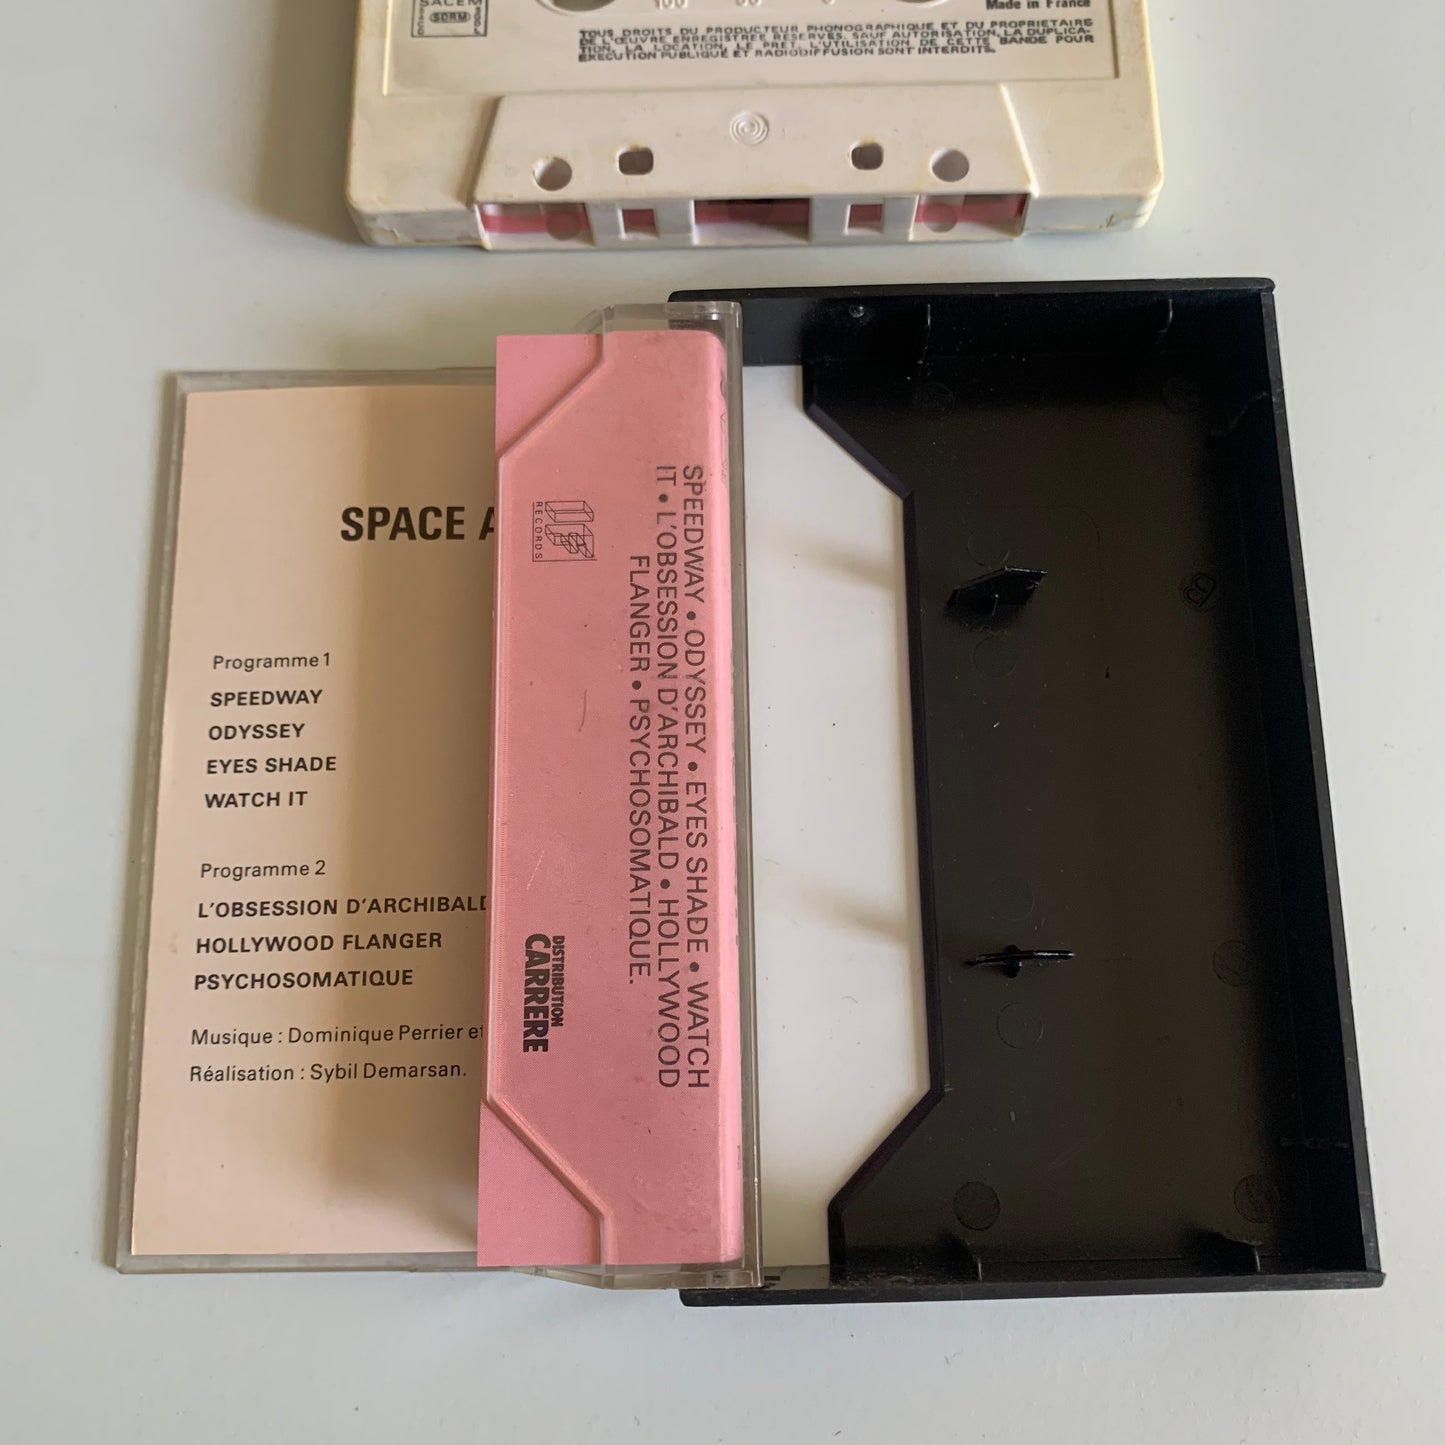 SACEM
SDRM
100
Made in France
TOUS DROITS DU PRODUCTEUR PHONOGRAPHIQUE ET DU PROPRIETAIRE
DE L'ŒUVRE ENREGISTREE RESERVES. SAUF AUTORISATION, LA DUPLICA-
TION, LA LOCATION, LE PRET, L'UTILISATION DE CETTE BANDE POUR
EXECUTION PUBLIQUE ET RADIODIFFUSION SONT INTERDITS.
SPACE A
Programme 1
SPEEDWAY
ODYSSEY
EYES SHADE
WATCH IT
Programme 2
L'OBSESSION D'ARCHIBALD
HOLLYWOOD FLANGER
PSYCHOSOMATIQUE
Musique : Dominique Perrier et
Réalisation : Sybil Demarsan.
SPEEDWAY • ODYSSEY • EYES SHADE • WATCH
IT • L'OBSESSION D'ARCHIBALD • HOLLYWOOD
FLANGER • PSYCHOSOMATIQUE.
RECORDS
DISTRIBUTION
CARRERE